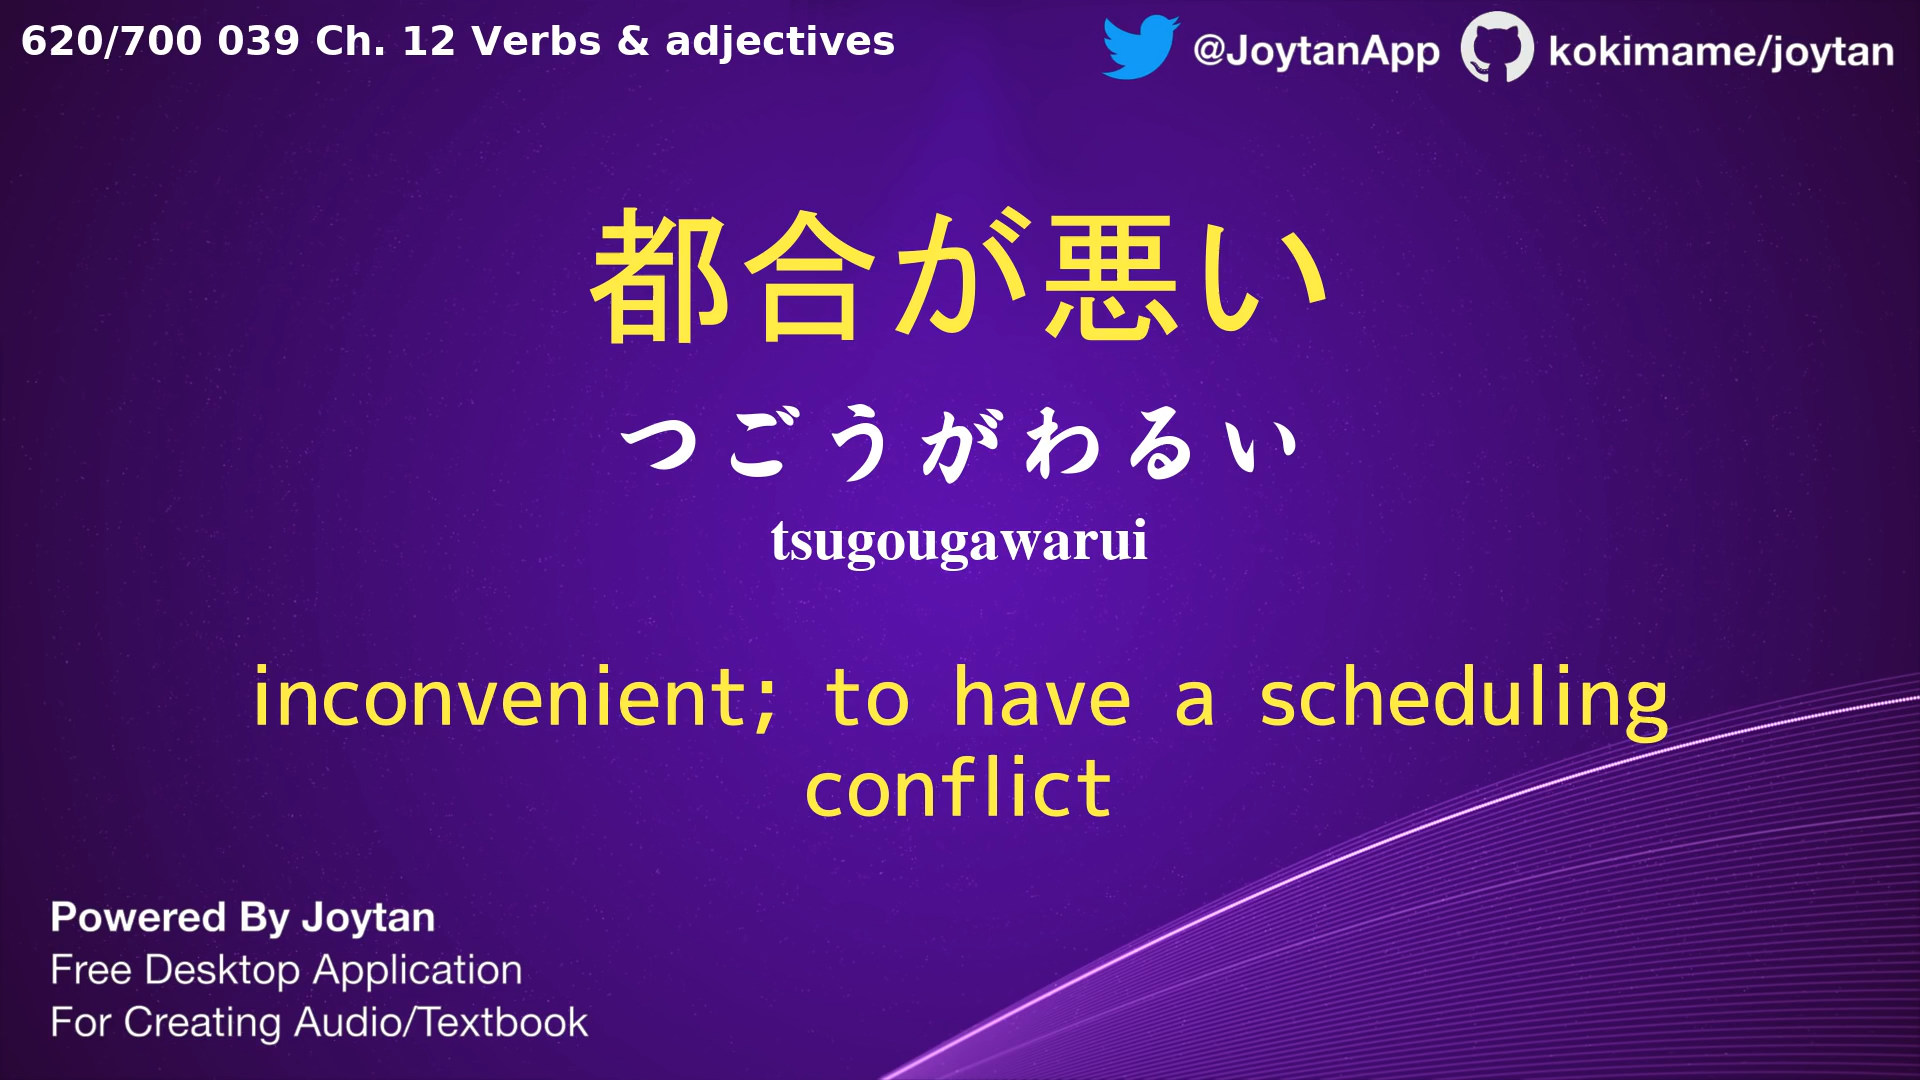 620/700 039 Ch. 12 Verbs & adjectives
@JoytanApp
kokimame/joytan
都合が悪い
つごうがわるい
tsugougawarui
inconvenient; to have a scheduling
conflict
Powered By Joytan
Free Desktop Application
For Creating Audio/Textbook